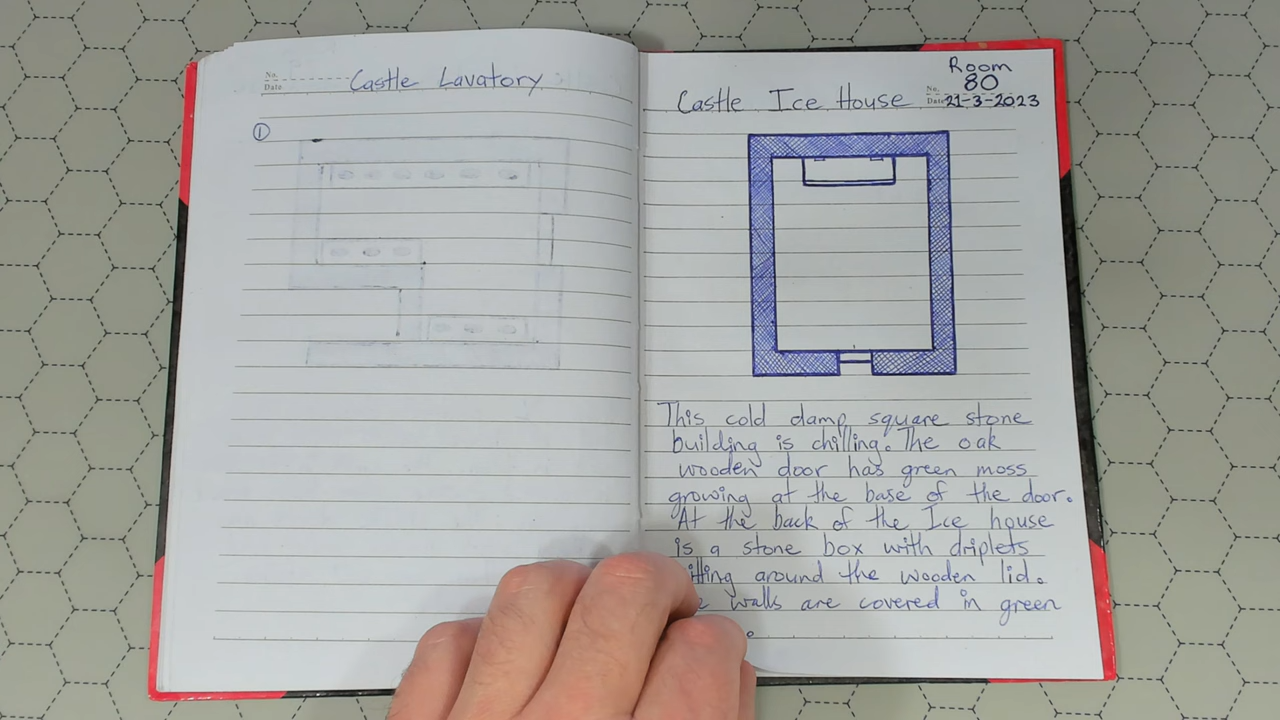 No.
Date
Castle Lavatory
1
Room
No. 80
Castle Ice House
Date 21-3-2023
This cold damp square stone
building is chilling. The oak
wooden door has green moss
growing at the base of the door.
At the back of the Ice house
is a stone box with driplets
around the wooden lid.
walls are covered in green